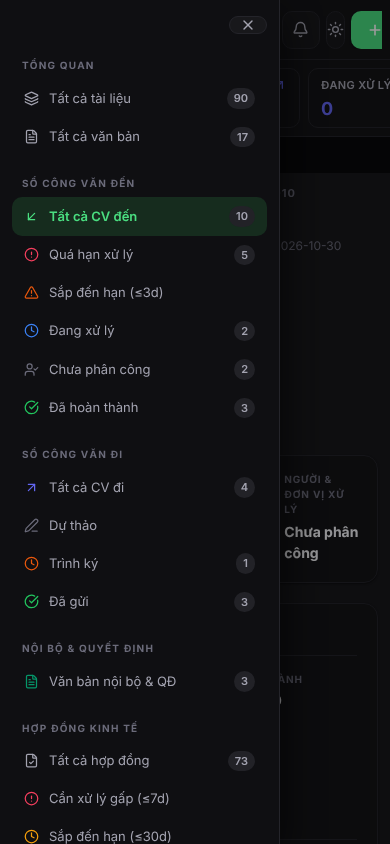 TỔNG QUAN
Tất cả tài liệu 90
Tất cả văn bản 17
SỔ CÔNG VĂN ĐẾN
Tất cả CV đến 10
Quá hạn xử lý 5
Sắp đến hạn (≤3d)
Đang xử lý 2
Chưa phân công 2
Đã hoàn thành 3
SỔ CÔNG VĂN ĐI
Tất cả CV đi 4
Dự thảo
Trình ký 1
Đã gửi 3
NỘI BỘ & QUYẾT ĐỊNH
Văn bản nội bộ & QĐ 3
HỢP ĐỒNG KINH TẾ
Tất cả hợp đồng 73
Cần xử lý gấp (≤7d)
Sắp đến hạn (≤30d)
ĐANG XỬ LÝ
0
10
026-10-30
NGƯỜI &
ĐƠN VỊ XỬ
LÝ
Chưa phân
công
ÀNH